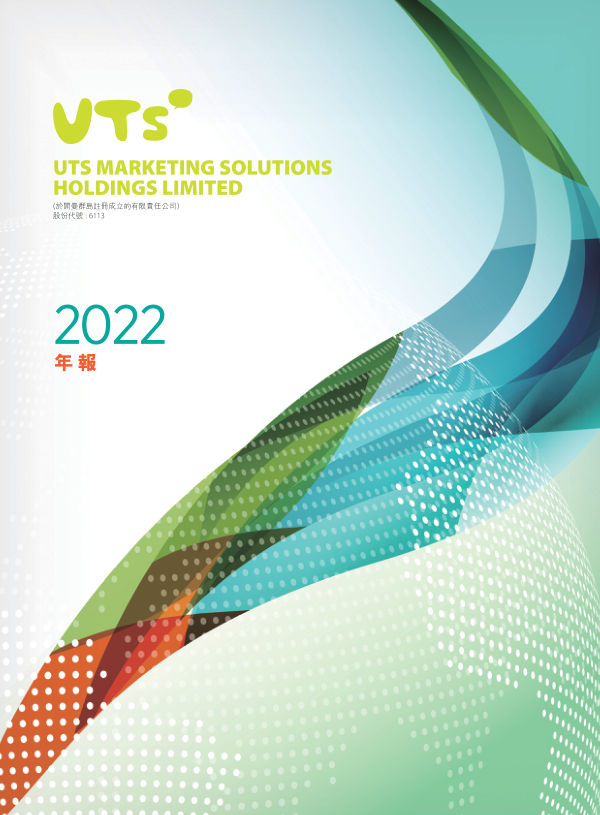 UTS
UTS MARKETING SOLUTIONS
HOLDINGS LIMITED
(於開曼群島註冊成立的有限責任公司)
股份代號 : 6113
2022
年報